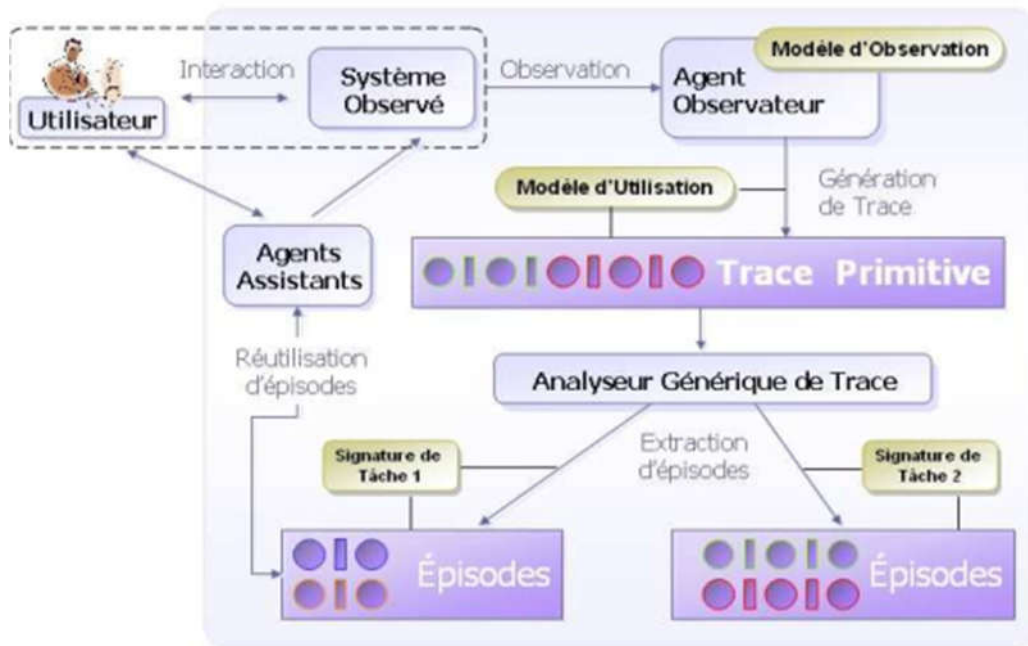 Modèle d'Observation
Interaction
Système
Observé
Observation
Agent
Observateur
Utilisateur
Modèle d'Utilisation
Génération
de Trace
Agents
Assistants
Trace Primitive
Réutilisation
d'épisodes
Analyseur Générique de Trace
Extraction
d'épisodes
Signature de
Tâche 1
Signature de
Tâche 2
Épisodes
Épisodes